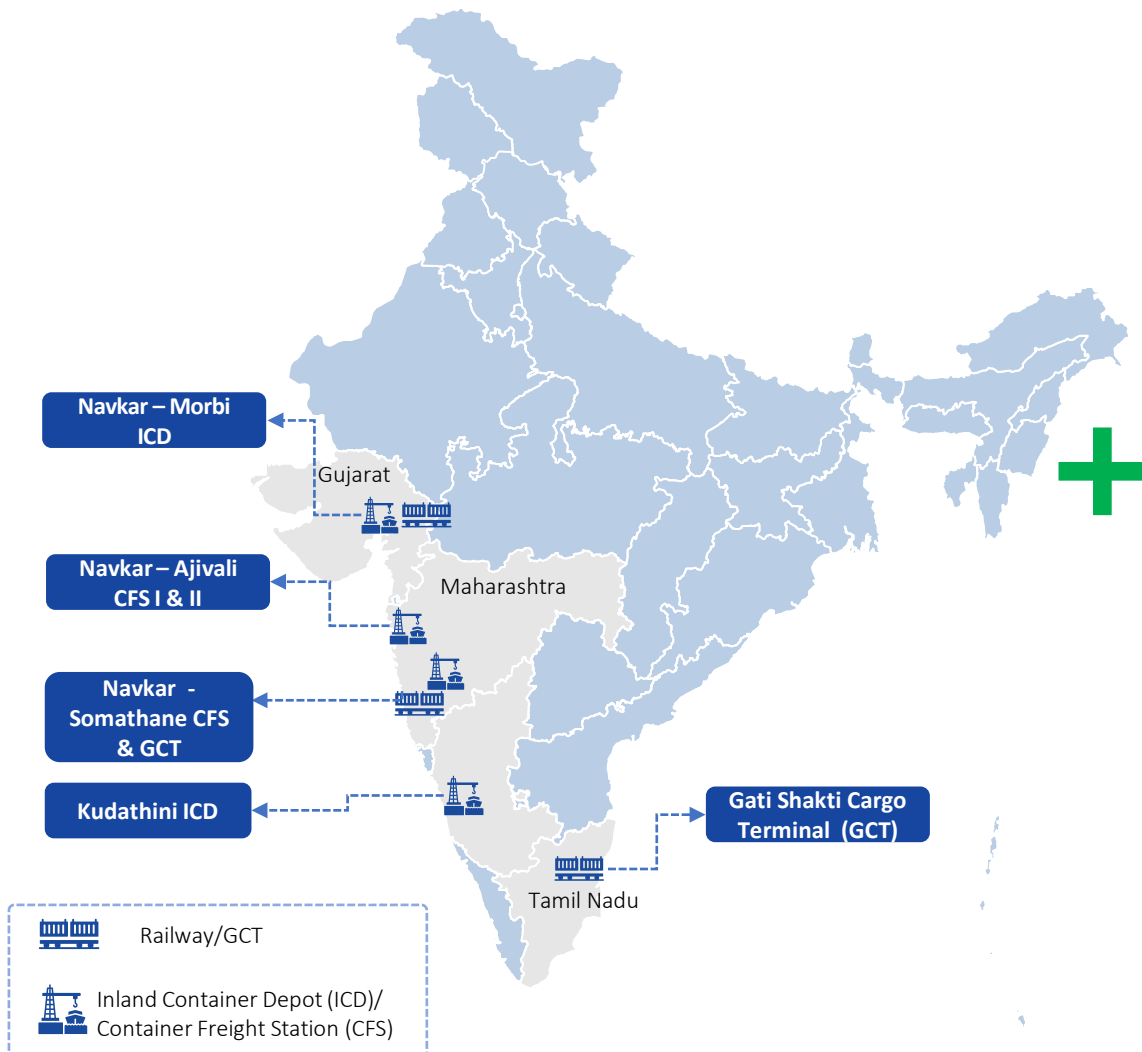 Navkar – Morbi
ICD
Gujarat
Navkar – Ajivali
CFS I & II
Maharashtra
Navkar -
Somathane CFS
& GCT
Kudathini ICD
Gati Shakti Cargo
Terminal (GCT)
Tamil Nadu
Railway/GCT
Inland Container Depot (ICD)/
Container Freight Station (CFS)